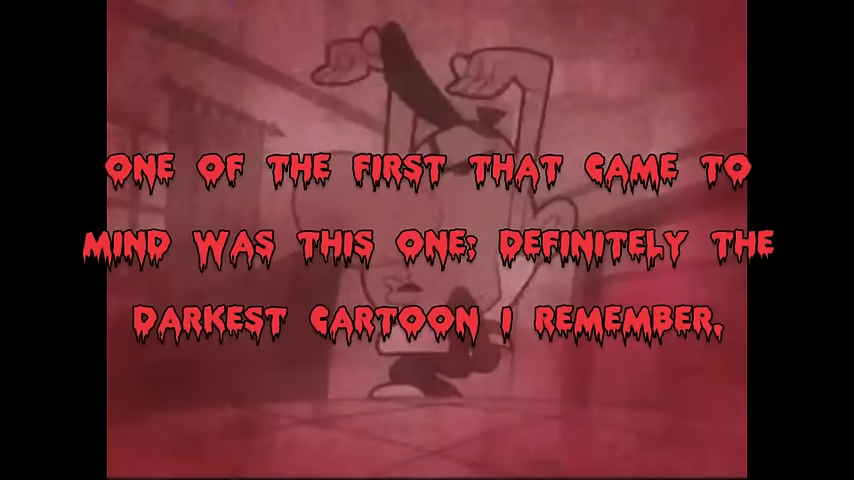 ONE OF THE FIRST THAT CAME TO
MIND WAS THIS ONE; DEFINITELY THE
DARKEST CARTOON I REMEMBER.